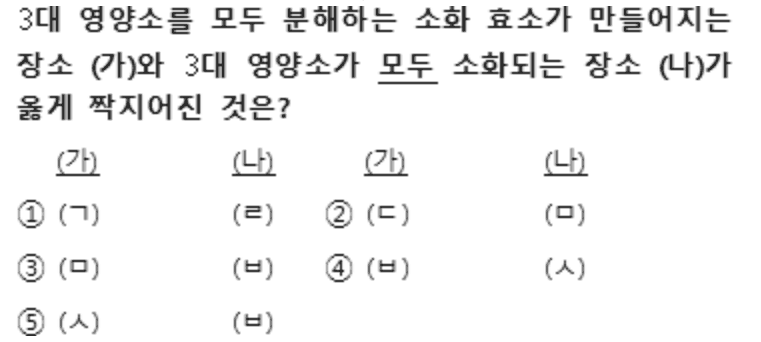 3대 영양소를 모두 분해하는 소화 효소가 만들어지는
장소 (가)와 3대 영양소가 모두 소화되는 장소 (나)가
옳게 짝지어진 것은?
(가) (나) (가) (나)
① (ㄱ) (ㄹ) ② (ㄷ) (ㅁ)
③ (ㅁ) (ㅂ) ④ (ㅂ) (ㅅ)
⑤ (ㅅ) (ㅂ)